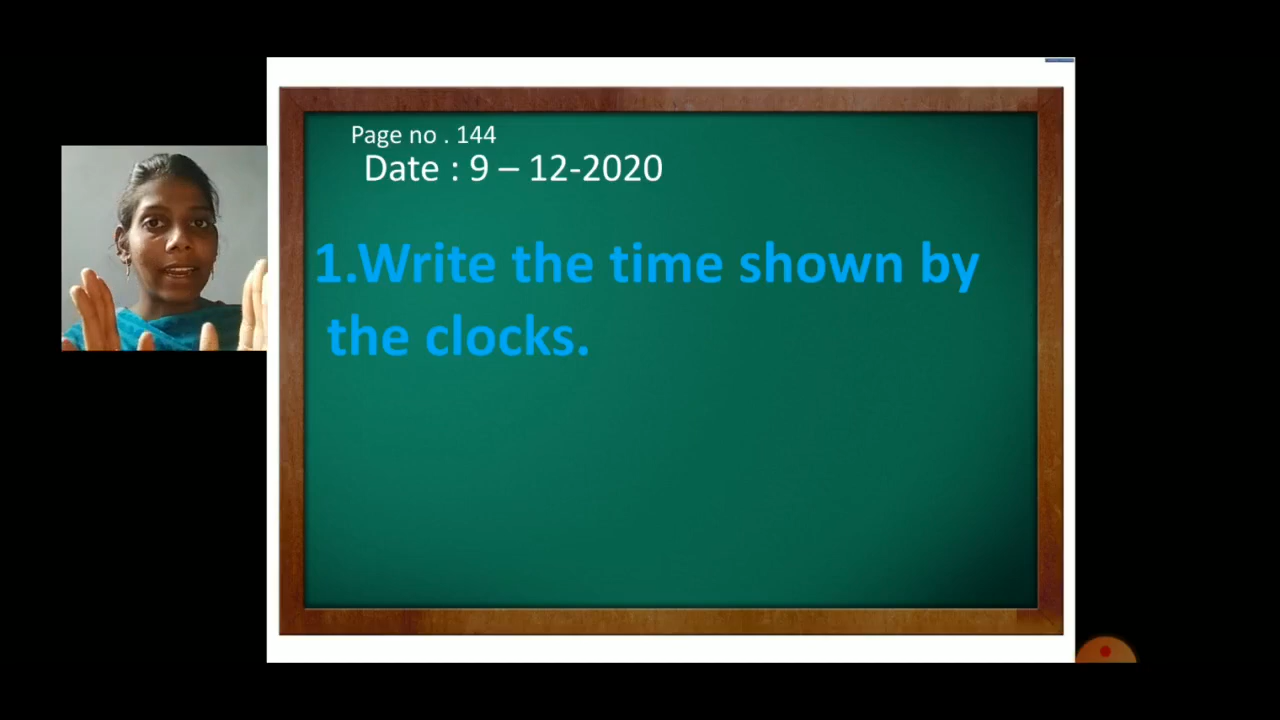 Page no . 144
Date : 9 – 12-2020
1.Write the time shown by
the clocks.